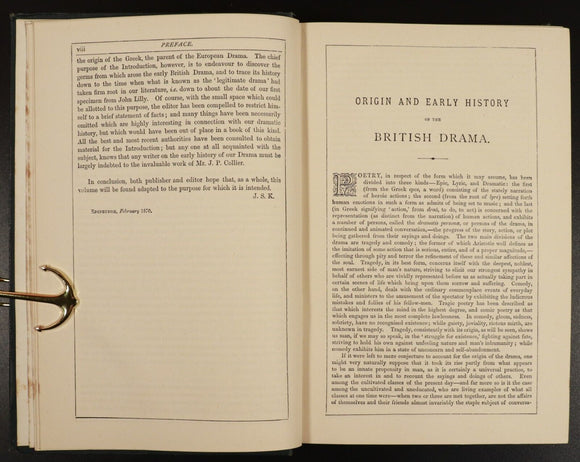 viii
PREFACE.
the origin of the Greek, the parent of the European Drama. The chief
purpose of the Introduction, however, is to endeavour to discover the
germs from which arose the early British Drama, and to trace its history
down to the time when what is known as the 'legitimate drama' had
taken firm root in our literature, i.e. down to about the date of our first
specimen from John Lilly. Of course, with the small space which could
be allotted to this purpose, the editor has been compelled to restrict him-
self to a brief statement of facts; and many things have been necessarily
omitted which are highly interesting in connection with our dramatic
history, but which would have been out of place in a book of this kind.
All the best and most recent authorities have been consulted to obtain
material for the Introduction; but any one at all acquainted with the
subject, knows that any writer on the early history of our Drama must be
largely indebted to the invaluable work of Mr. J. P. Collier.
In conclusion, both publisher and editor hope that, as a whole, this
volume will be found adapted to the purpose for which it is intended.
J. S. K.
EDINBURGH, February 1870.
ORIGIN AND EARLY HISTORY
OF THE
BRITISH DRAMA.
POETRY, in respect of the form which it may assume, has been
divided into three kinds—Epic, Lyric, and Dramatic: the first
(from the Greek epos, a word) consisting of the stately narration
of heroic actions; the second (from the root of lyre) setting forth
human emotions in such a form as admits of being set to music; and the last
(in Greek signifying 'action,' from drao, to do, to act) is concerned with the
representation (as distinct from the narration) of human actions, and exhibits
a number of persons, called the dramatis personæ, or persons of the drama, in
continued and animated conversation,—the progress of the story, action, or plot
being gathered from their sayings and doings. The two main divisions of the
drama are tragedy and comedy; the former of which Aristotle well defines as
the imitation of some action that is serious, entire, and of a proper magnitude,—
effecting through pity and terror the refinement of these and similar affections of
the soul. Tragedy, in its best form, concerns itself with the deepest, noblest,
most earnest side of man's nature, striving to elicit our strongest sympathy in
behalf of others who are vividly represented before us as actually taking part in
certain scenes of life which bring upon them sorrow and suffering. Comedy,
on the other hand, deals with the ordinary commonplace events of everyday
life, and ministers to the amusement of the spectator by exhibiting the ludicrous
mistakes and follies of his fellow-men. Tragic poetry has been described as
that which interests the mind in the highest degree, and comic poetry as that
which engages us in the most complete lawlessness. In comedy, gloom, sadness,
sobriety, have no recognised existence; while gaiety, joviality, riotous mirth, are
unknown in tragedy. Tragedy, consistently with its origin, as will be seen, shows
us man, if we may so speak, in the 'struggle for existence,' fighting against fate,
striving to hold his own against unbending nature and man's inhumanity; while
comedy exhibits him in a state of unconcern and self-abandonment.
If it were left to mere conjecture to account for the origin of the drama, one
might very naturally suppose that it took its rise partly from what appears
to be an innate propensity in man, as it is certainly a universal practice, to
take an interest in and to recount the sayings and doings of others. Even
among the cultivated classes of the present day—and far more so is it the case
among the uncultivated and uneducated, who are living examples of what all
classes at one time were—when two or three are met together, are not the affairs
of themselves and their friends almost invariably the staple subject of conversa-